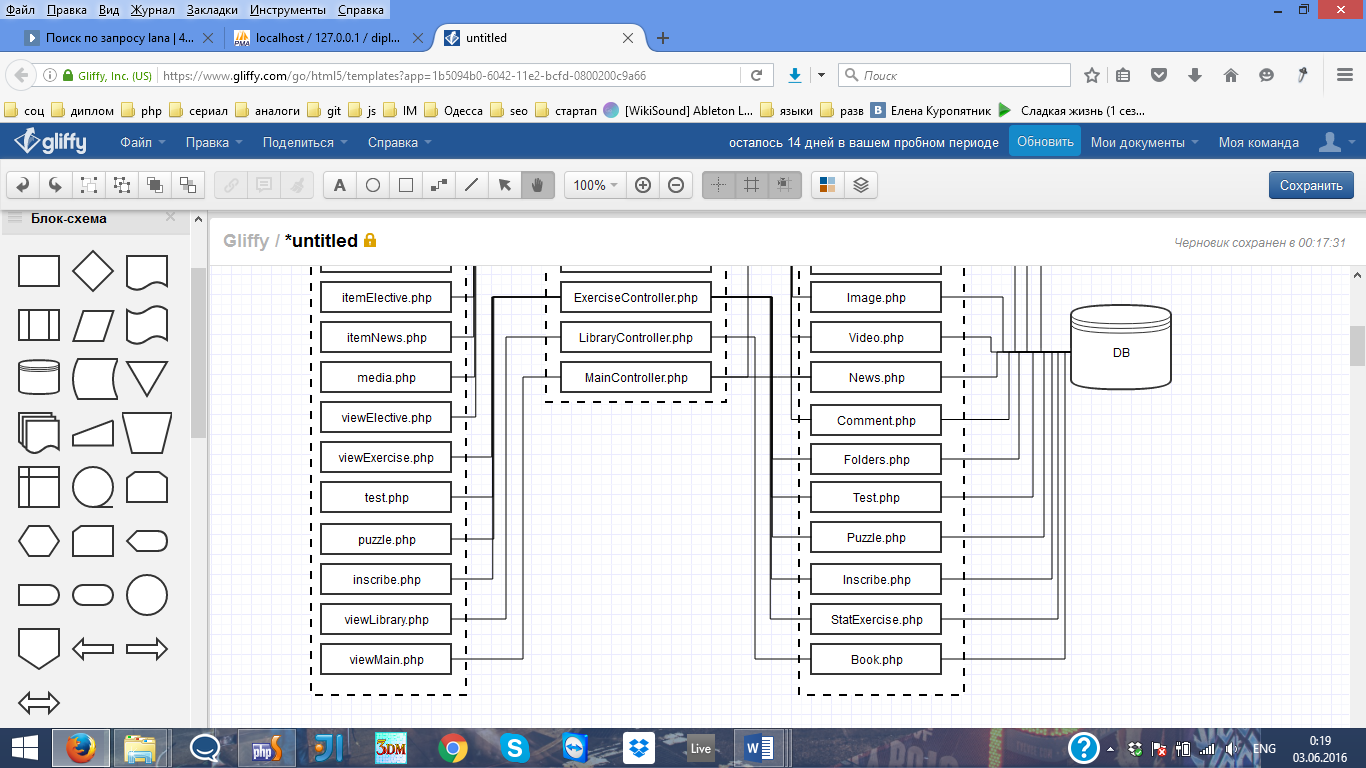 Файл Правка Вид Журнал Закладки Инструменты Справка
Поиск по запросу lana | 4... localhost / 127.0.0.1 / dipl... untitled
Gliffy, Inc. (US) https://www.gliffy.com/go/html5/templates?app=1b5094b0-6042-11e2-bcfd-0800200c9a66 Поиск
соц диплом php сериал аналоги git js IM Одесса seo стартап [WikiSound] Ableton L... языки разв B Елена Куропятник Сладкая жизнь (1 сез...
gliffy Файл Правка Поделиться Справка осталось 14 дней в вашем пробном периоде Обновить Мои документы Моя команда
A 100% Сохранить
Блок-схема
Gliffy / *untitled Черновик сохранен в 00:17:31
itemElective.php ExerciseController.php Image.php
itemNews.php LibraryController.php Video.php
DB
media.php MainController.php News.php
viewElective.php Comment.php
viewExercise.php Folders.php
test.php Test.php
puzzle.php Puzzle.php
inscribe.php Inscribe.php
viewLibrary.php StatExercise.php
viewMain.php Book.php
php 3DM Live ENG 0:19
03.06.2016